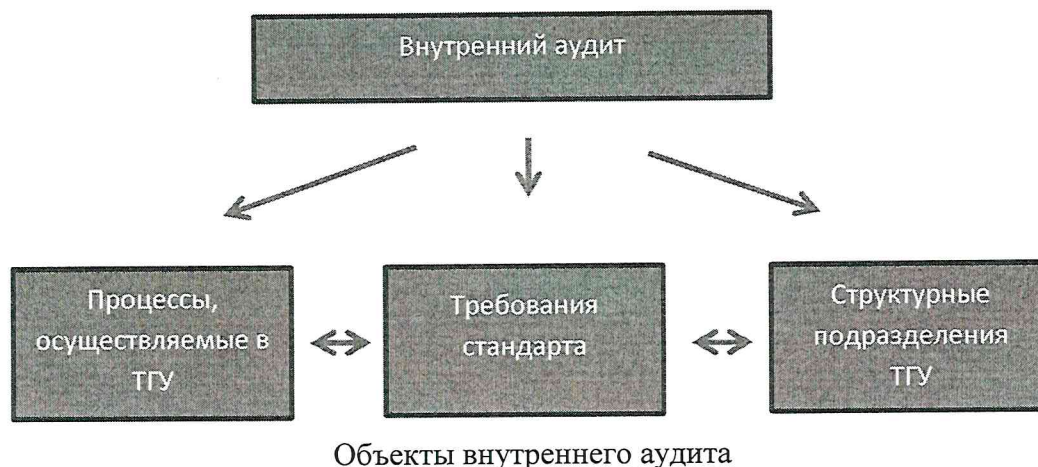 Внутренний аудит
Процессы,
осуществляемые в
ТГУ
Требования
стандарта
Структурные
подразделения
ТГУ
Объекты внутреннего аудита